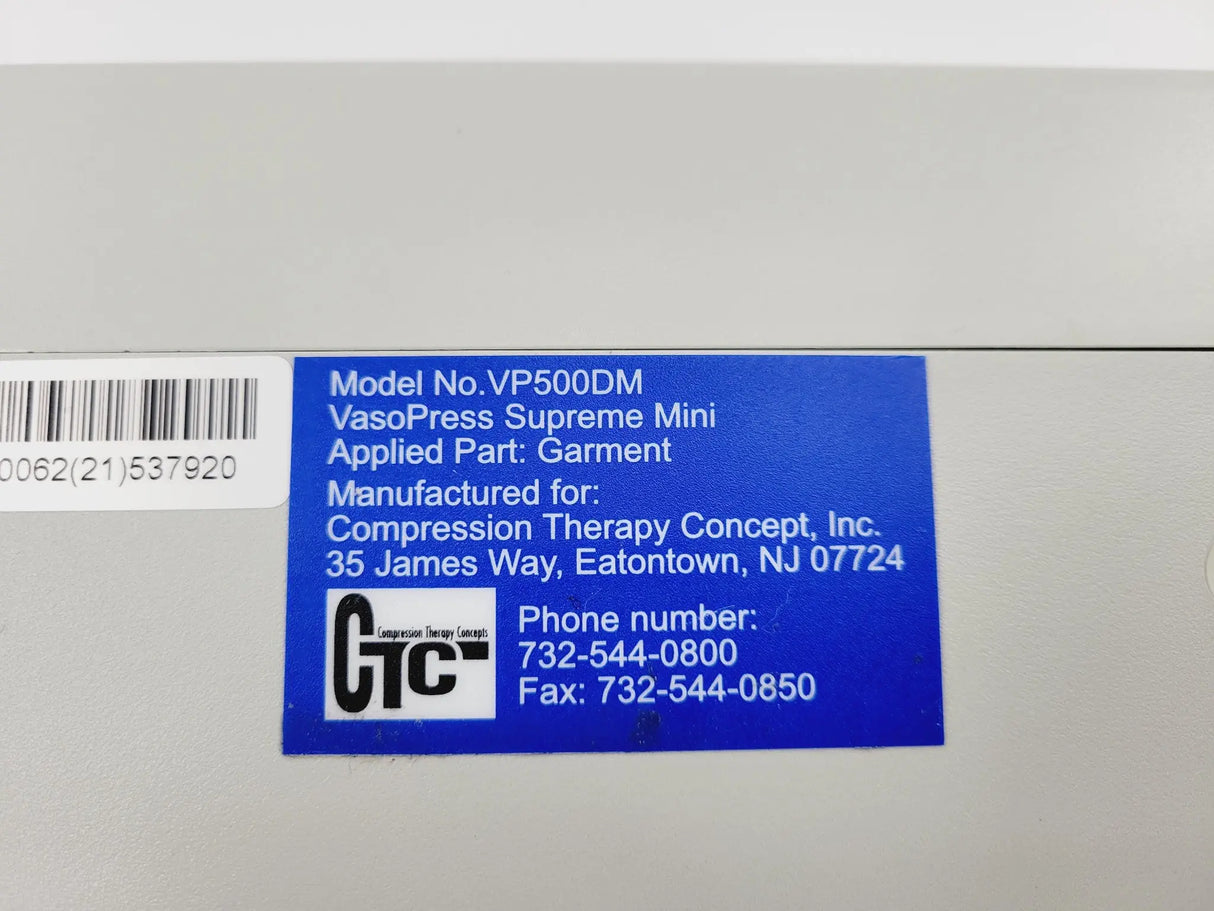 0062(21)537920
Model No.VP500DM
VasoPress Supreme Mini
Applied Part: Garment
Manufactured for:
Compression Therapy Concept, Inc.
35 James Way, Eatontown, NJ 07724
Compression Therapy Concepts
CTC
Phone number:
732-544-0800
Fax: 732-544-0850